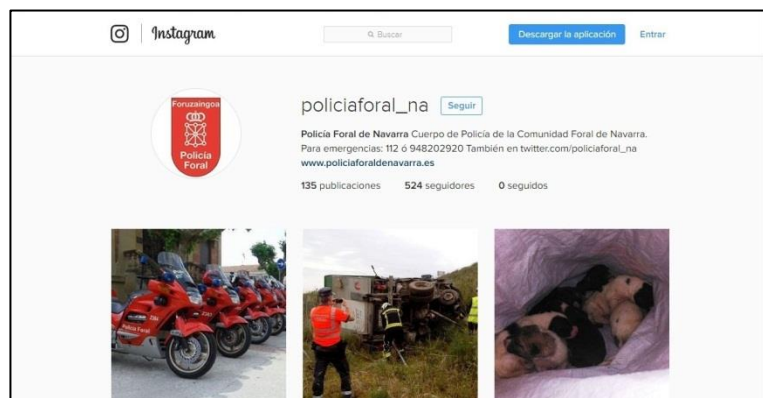 Instagram
Buscar
Descargar la aplicación
Entrar
Foruzaingoa
Policía
Foral
policiaforal_na
Seguir
Policía Foral de Navarra Cuerpo de Policía de la Comunidad Foral de Navarra.
Para emergencias: 112 ó 948202920 También en twitter.com/policiaforal_na
www.policiaforaldenavarra.es
135 publicaciones 524 seguidores 0 seguidos
Policía Foral